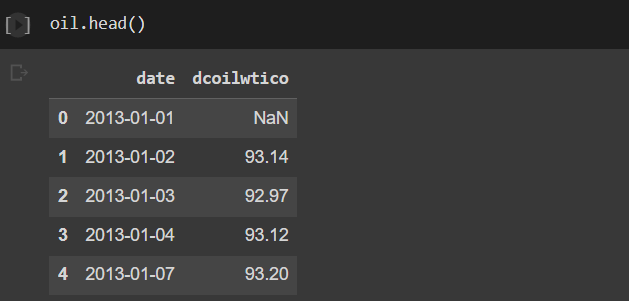 [ ] oil.head()
date dcoilwtico
0 2013-01-01 NaN
1 2013-01-02 93.14
2 2013-01-03 92.97
3 2013-01-04 93.12
4 2013-01-07 93.20